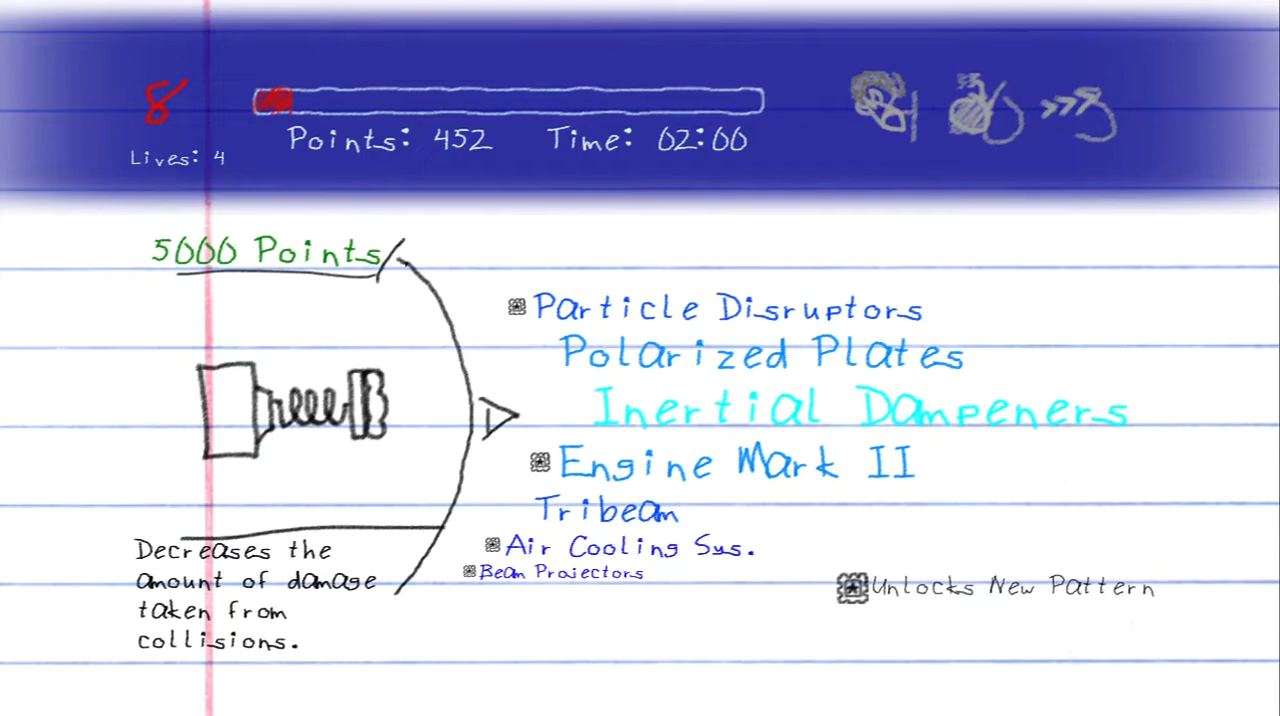 8
Lives: 4
Points: 452 Time: 02:00
5000 Points
Particle Disruptors
Polarized Plates
Inertial Dampeners
Engine Mark II
Tribeam
Air Cooling Sys.
Beam Projectors
Decreases the
amount of damage
taken from
collisions.
Unlocks New Pattern